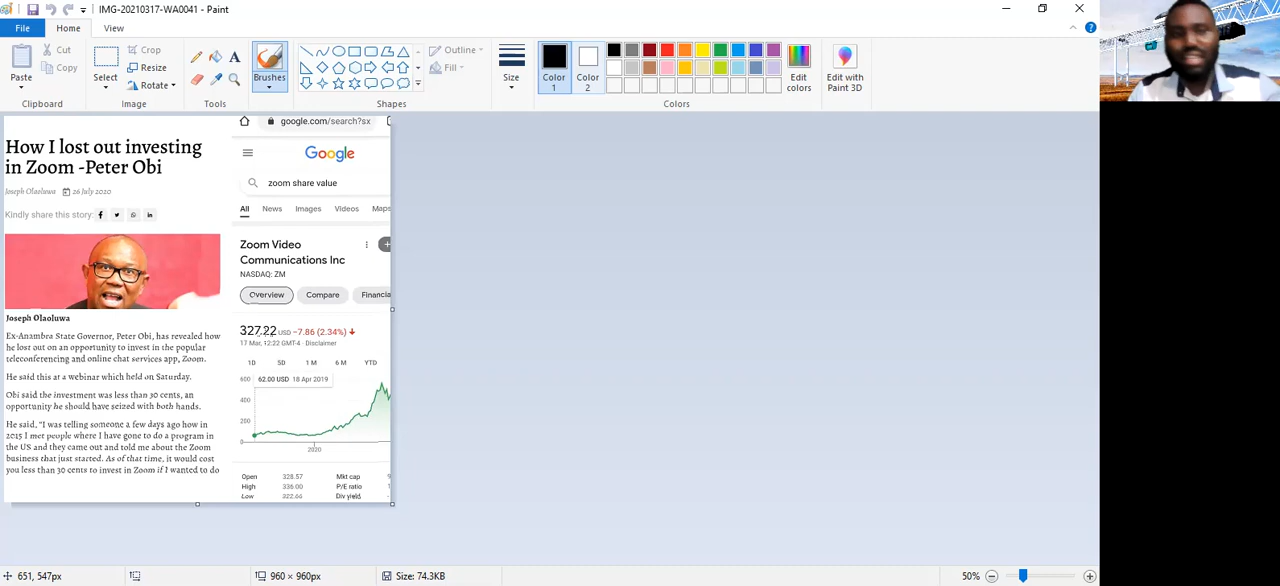 IMG-20210317-WA0041 - Paint
File
Home
View
Paste
Cut
Copy
Clipboard
Select
Crop
Resize
Rotate
Image
A
Tools
Brushes
Outline
Fill
Shapes
Size
Color
1
Color
2
Edit
colors
Colors
Edit with
Paint 3D
How I lost out investing
in Zoom -Peter Obi
Joseph Olaoluwa 26 July 2020
Kindly share this story:
Joseph Olaoluwa
Ex-Anambra State Governor, Peter Obi, has revealed how
he lost out on an opportunity to invest in the popular
teleconferencing and online chat services app, Zoom.
He said this at a webinar which held on Saturday.
Obi said the investment was less than 30 cents, an
opportunity he should have seized with both hands.
He said, "I was telling someone a few days ago how in
2015 I met people where I have gone to do a program in
the US and they came out and told me about the Zoom
business that just started. As of that time, it would cost
you less than 30 cents to invest in Zoom if I wanted to do
google.com/search?sx
Google
zoom share value
All News Images Videos Maps
Zoom Video
Communications Inc
NASDAQ: ZM
Overview Compare Financia
327.22 USD −7.86 (2.34%)
17 Mar, 12:22 GMT-4 · Disclaimer
1D 5D 1 M 6 M YTD
62.00 USD 18 Apr 2019
600
400
200
0
2020
Open 328.57 Mkt cap
High 336.00 P/E ratio
Low 322.66 Div yield
651, 547px
960 × 960px
Size: 74.3KB
50%